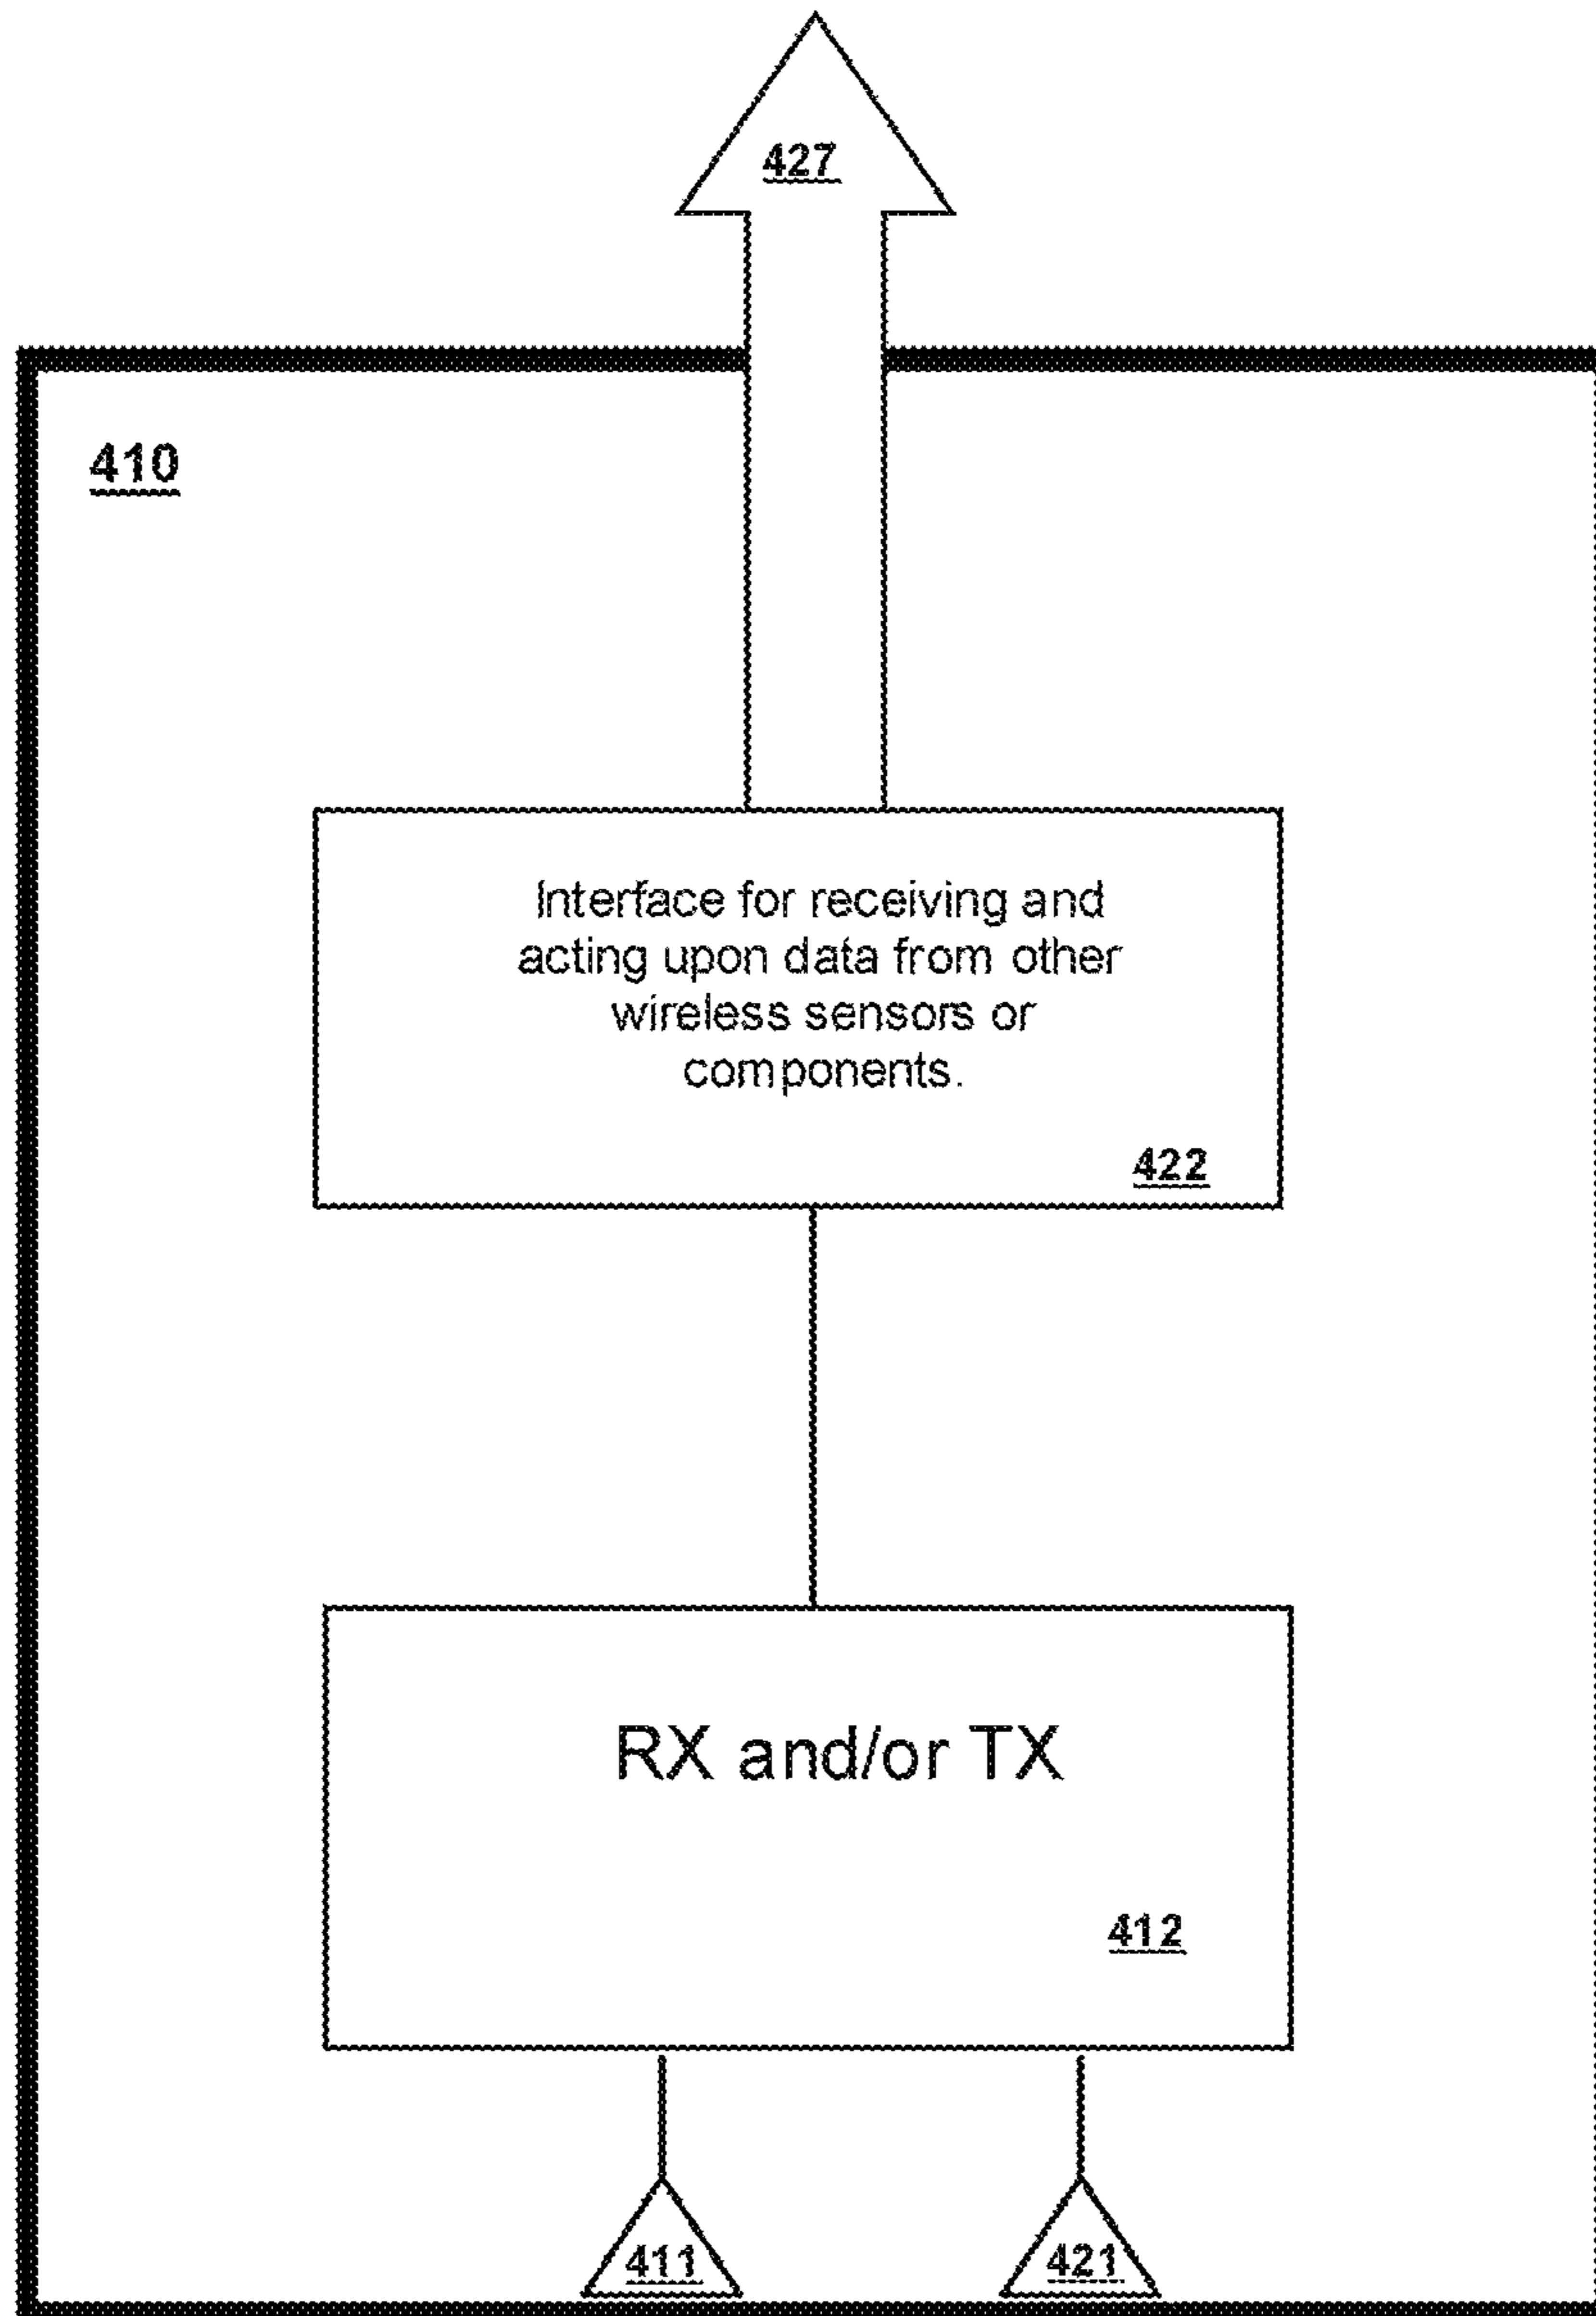 427
410
Interface for receiving and
acting upon data from other
wireless sensors or
components.
422
RX and/or TX
412
411
421